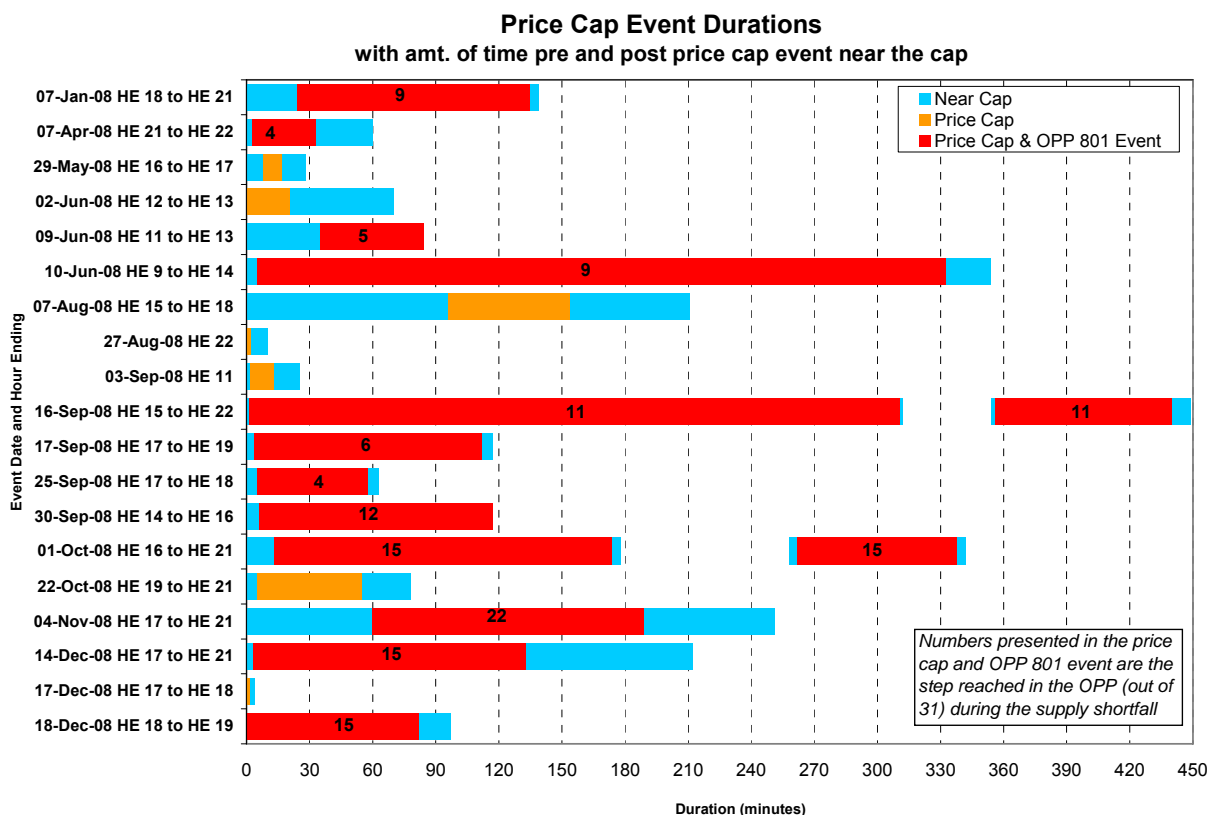 Price Cap Event Durations
with amt. of time pre and post price cap event near the cap
Near Cap
Price Cap
Price Cap & OPP 801 Event
Event Date and Hour Ending
07-Jan-08 HE 18 to HE 21
9
07-Apr-08 HE 21 to HE 22
4
29-May-08 HE 16 to HE 17
02-Jun-08 HE 12 to HE 13
09-Jun-08 HE 11 to HE 13
5
10-Jun-08 HE 9 to HE 14
9
07-Aug-08 HE 15 to HE 18
27-Aug-08 HE 22
03-Sep-08 HE 11
16-Sep-08 HE 15 to HE 22
11
11
17-Sep-08 HE 17 to HE 19
6
25-Sep-08 HE 17 to HE 18
4
30-Sep-08 HE 14 to HE 16
12
01-Oct-08 HE 16 to HE 21
15
15
22-Oct-08 HE 19 to HE 21
04-Nov-08 HE 17 to HE 21
22
14-Dec-08 HE 17 to HE 21
15
17-Dec-08 HE 17 to HE 18
18-Dec-08 HE 18 to HE 19
15
Numbers presented in the price
cap and OPP 801 event are the
step reached in the OPP (out of
31) during the supply shortfall
0 30 60 90 120 150 180 210 240 270 300 330 360 390 420 450
Duration (minutes)